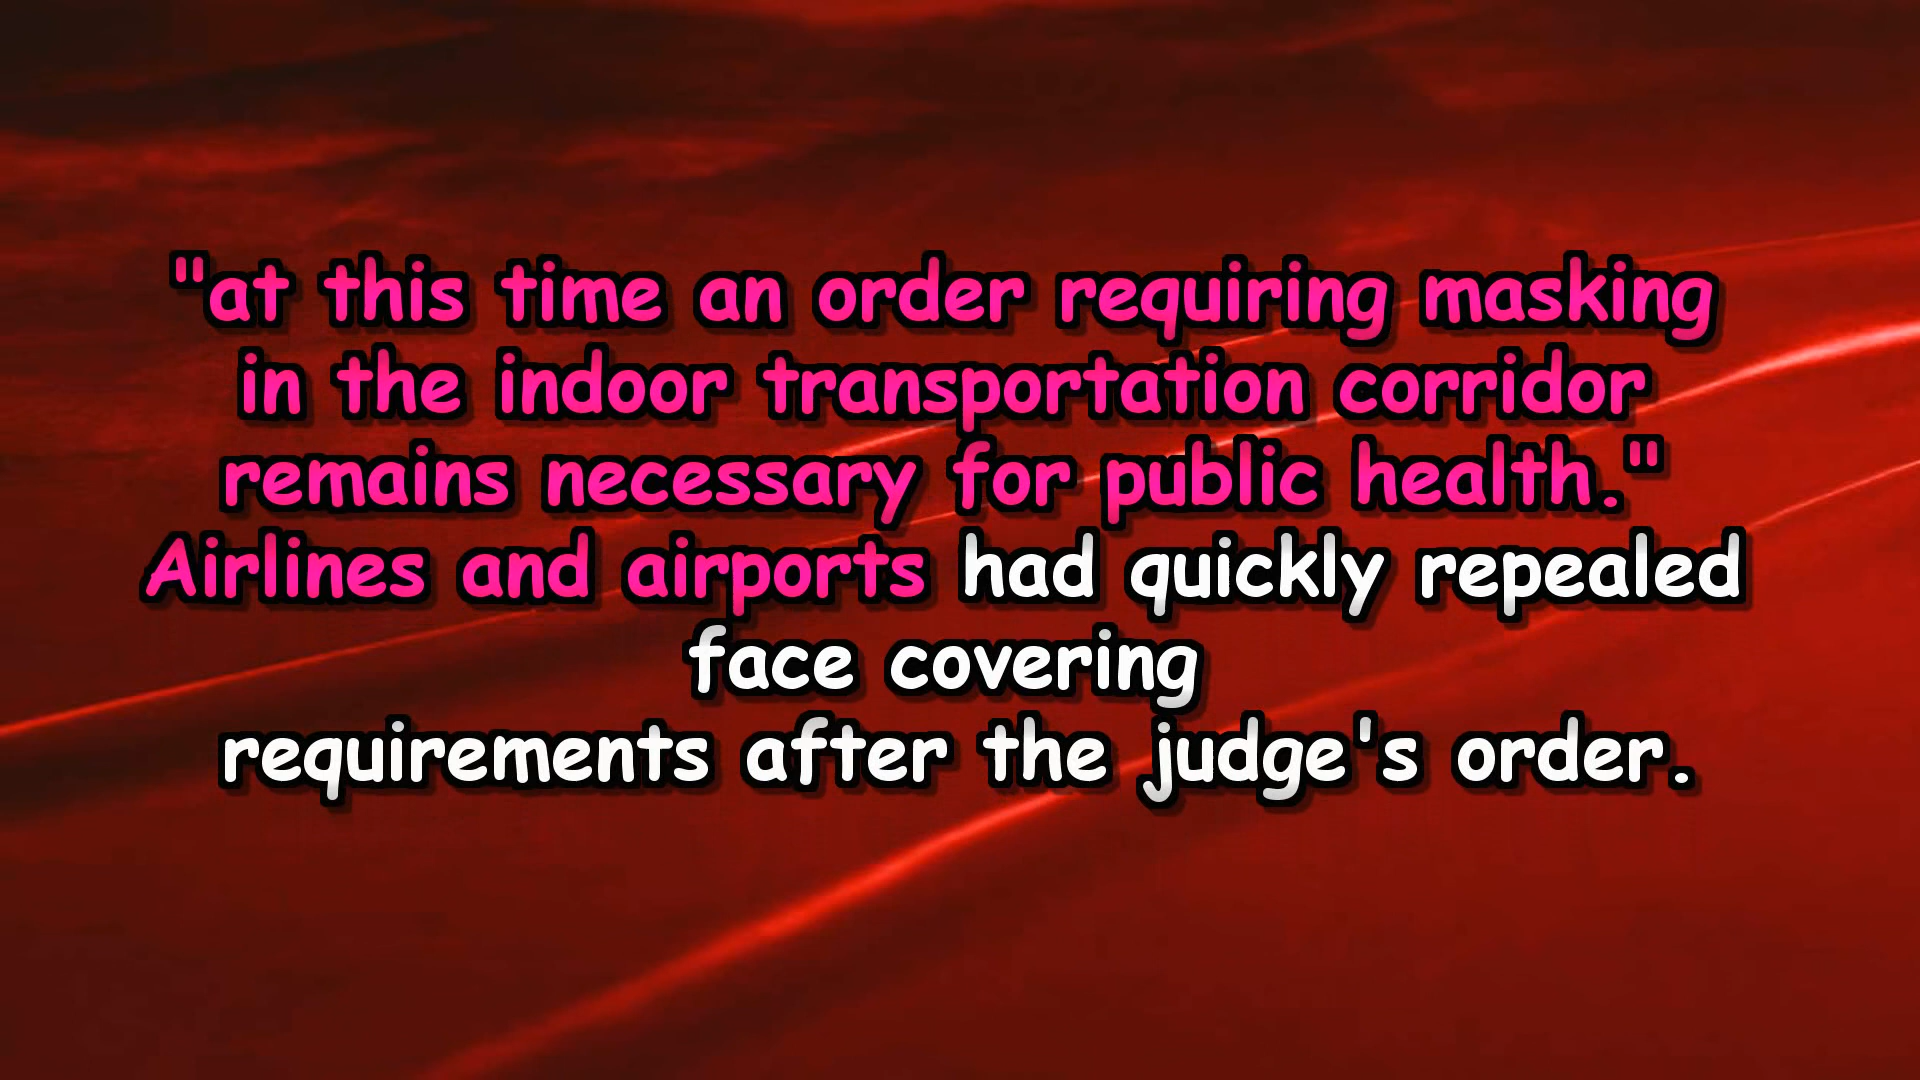 "at this time an order requiring masking
in the indoor transportation corridor
remains necessary for public health."
Airlines and airports had quickly repealed
face covering
requirements after the judge's order.